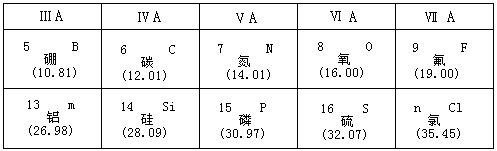 ⅢA ⅣA ⅤA ⅥA ⅦA
5 B 6 C 7 N 8 O 9 F
硼 碳 氮 氧 氟
(10.81) (12.01) (14.01) (16.00) (19.00)
13 m 14 Si 15 P 16 S n Cl
铝 硅 磷 硫 氯
(26.98) (28.09) (30.97) (32.07) (35.45)